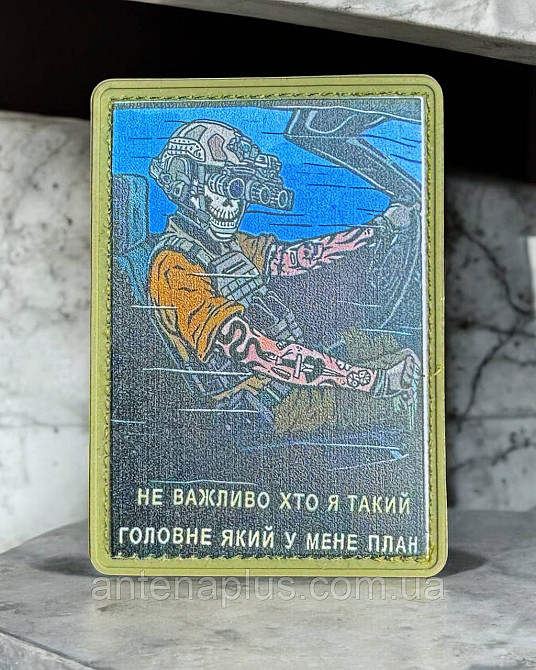 НЕ ВАЖЛИВО ХТО Я ТАКИЙ
ГОЛОВНЕ ЯКИЙ У МЕНЕ ПЛАН
antenaplus.com.ua